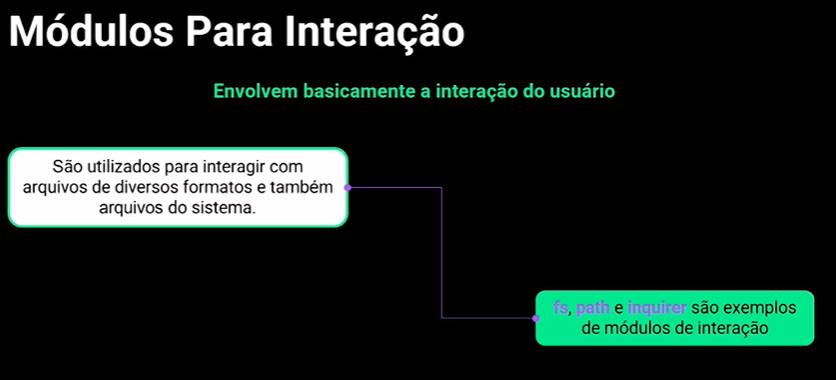 Módulos Para Interação
Envolvem basicamente a interação do usuário
São utilizados para interagir com
arquivos de diversos formatos e também
arquivos do sistema.
fs, path e inquirer são exemplos
de módulos de interação